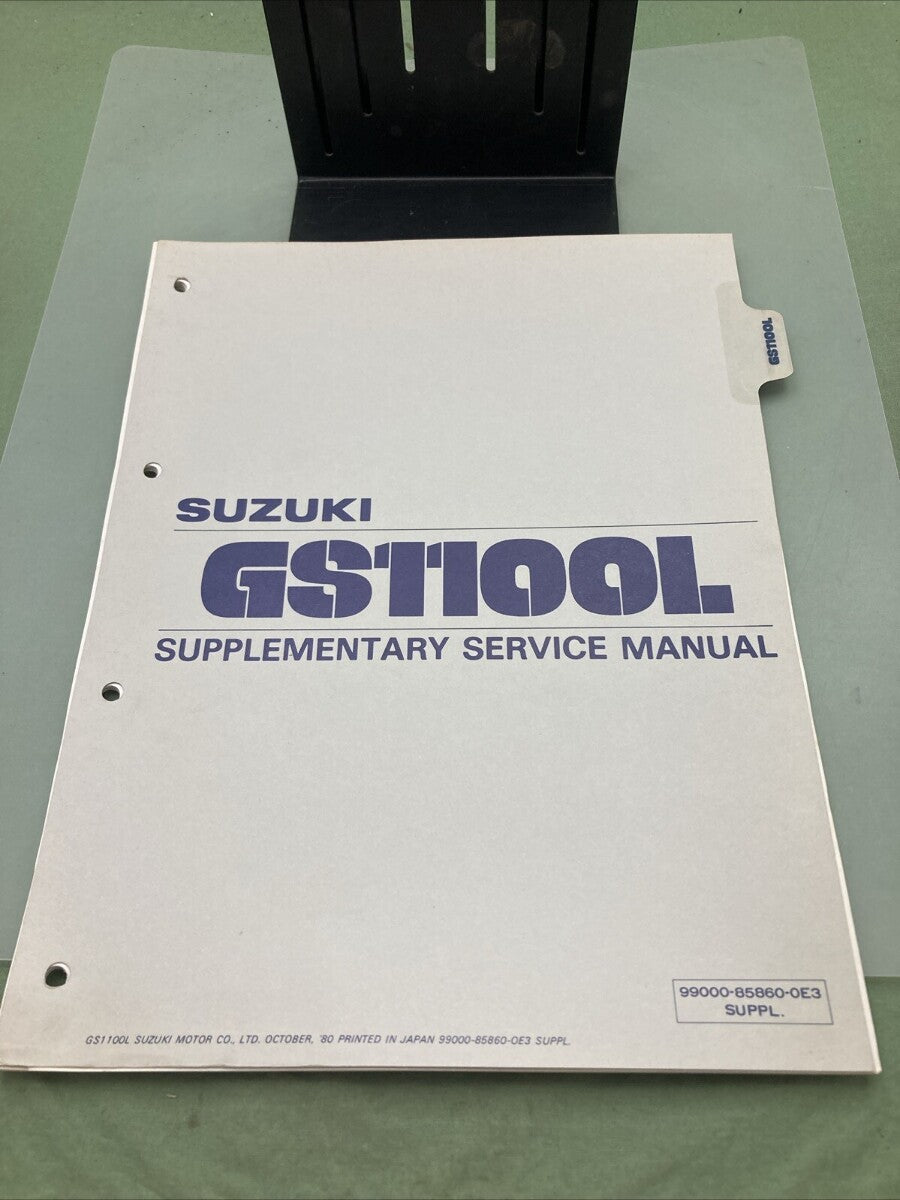 GS1100L
SUZUKI
GS1100L
SUPPLEMENTARY SERVICE MANUAL
99000-85860-0E3
SUPPL.
GS1100L SUZUKI MOTOR CO., LTD. OCTOBER, '80 PRINTED IN JAPAN 99000-85860-0E3 SUPPL.